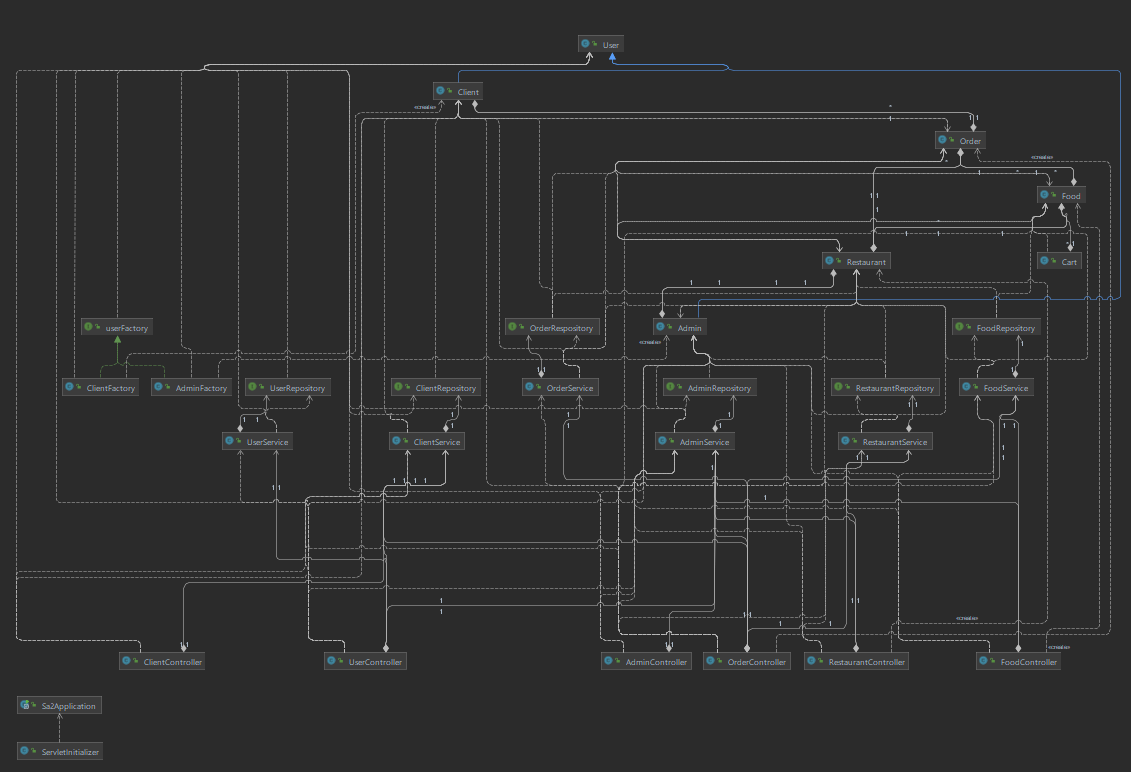 User
Client
«create»
Order
«create»
Food
Restaurant
Cart
userFactory
OrderRespository
Admin
FoodRepository
«create»
ClientFactory
AdminFactory
UserRepository
ClientRepository
OrderService
AdminRepository
RestaurantRepository
FoodService
UserService
ClientService
AdminService
RestaurantService
«create»
«create»
ClientController
UserController
AdminController
OrderController
RestaurantController
FoodController
Sa2Application
ServletInitializer